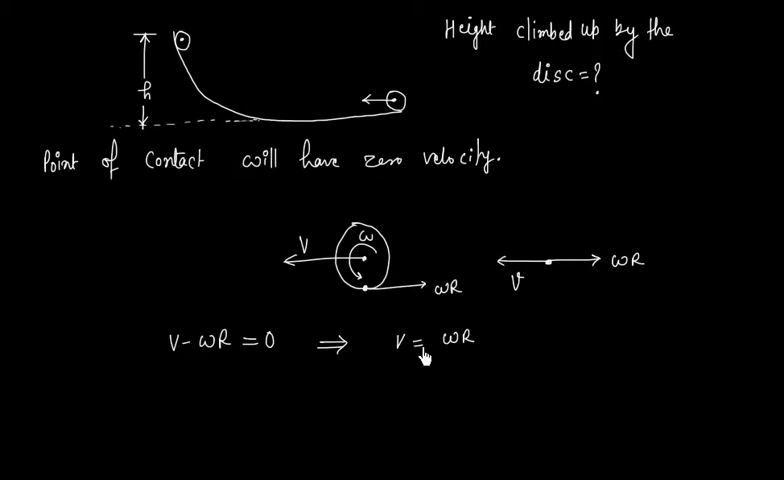 Height climbed up by the
disc=?
h
Point of contact will have zero velocity.
V
ω
ωR
V
ωR
V-ωR=0 ⟹ V= ωR